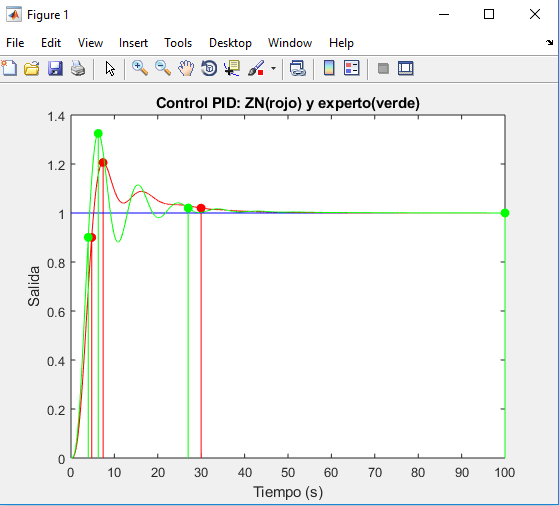 Figure 1
File Edit View Insert Tools Desktop Window Help
Control PID: ZN(rojo) y experto(verde)
1.4
1.2
1
0.8
0.6
0.4
0.2
0
Salida
0 10 20 30 40 50 60 70 80 90 100
Tiempo (s)